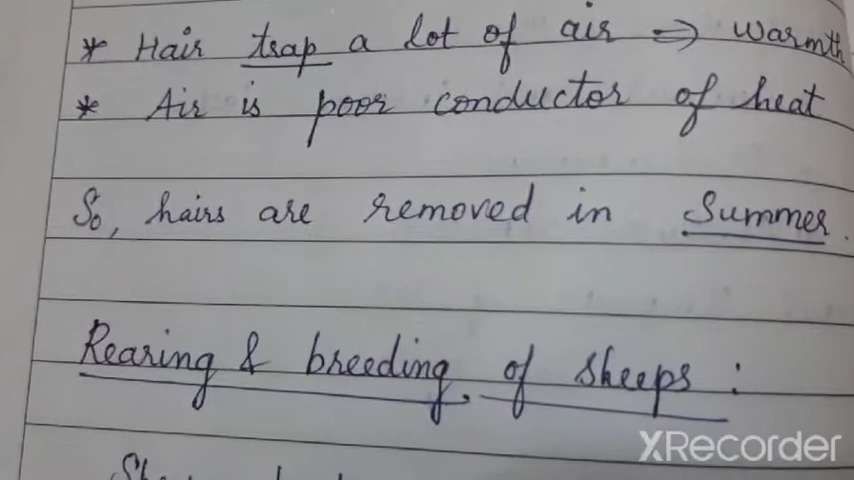 * Hair trap a lot of air ⇒ warmth
* Air is poor conductor of heat
So, hairs are removed in Summer.
Rearing & breeding of sheeps :
XRecorder